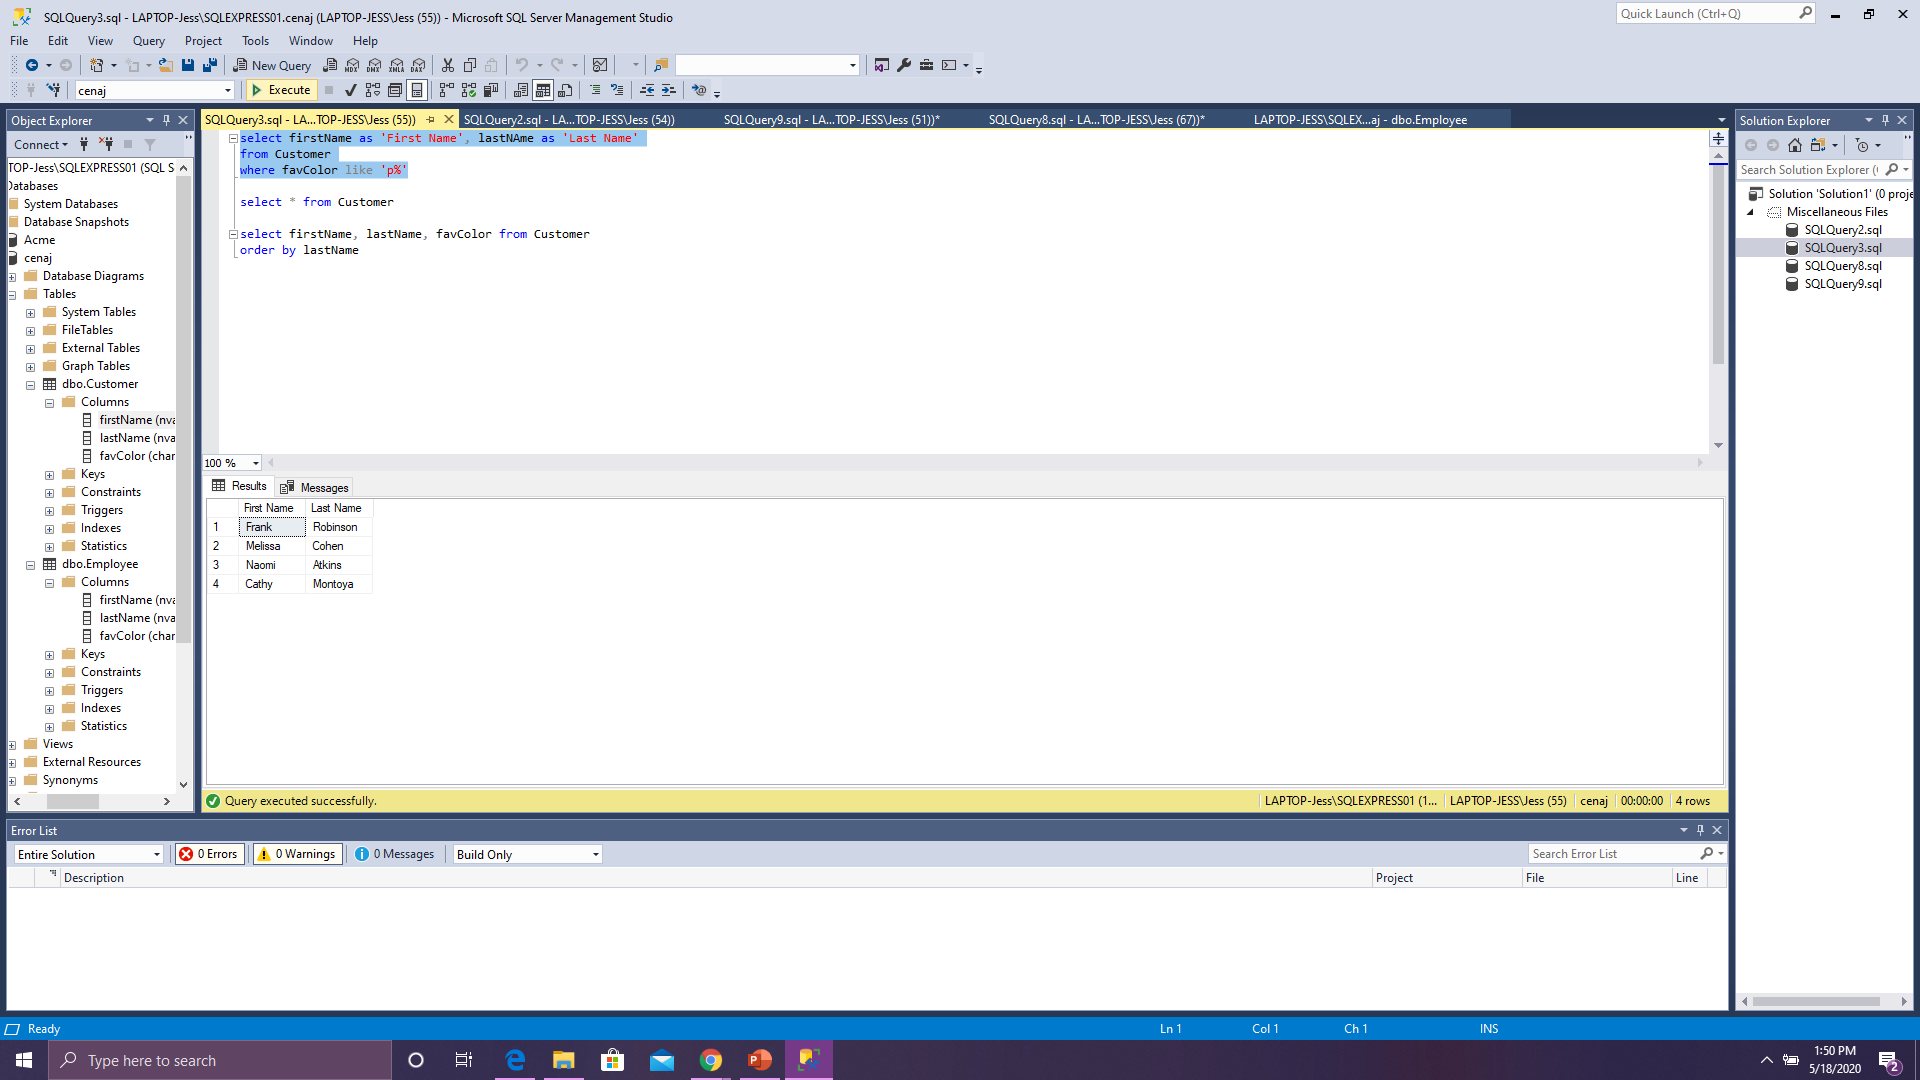 SQLQuery3.sql - LAPTOP-Jess\SQLEXPRESS01.cenaj (LAPTOP-JESS\Jess (55)) - Microsoft SQL Server Management Studio
Quick Launch (Ctrl+Q)
File Edit View Query Project Tools Window Help
New Query
MDX DMX XMLA DAX
cenaj
Execute
Object Explorer
Connect
TOP-Jess\SQLEXPRESS01 (SQL S
Databases
System Databases
Database Snapshots
Acme
cenaj
Database Diagrams
Tables
System Tables
FileTables
External Tables
Graph Tables
dbo.Customer
Columns
firstName (nva
lastName (nva
favColor (char
Keys
Constraints
Triggers
Indexes
Statistics
dbo.Employee
Columns
firstName (nva
lastName (nva
favColor (char
Keys
Constraints
Triggers
Indexes
Statistics
Views
External Resources
Synonyms
SQLQuery3.sql - LA...TOP-JESS\Jess (55))
SQLQuery2.sql - LA...TOP-JESS\Jess (54))
SQLQuery9.sql - LA...TOP-JESS\Jess (51))*
SQLQuery8.sql - LA...TOP-JESS\Jess (67))*
LAPTOP-JESS\SQLEX...aj - dbo.Employee
select firstName as 'First Name', lastNAme as 'Last Name'
from Customer
where favColor like 'p%'
select * from Customer
select firstName, lastName, favColor from Customer
order by lastName
100 %
Results Messages
First Name Last Name
1 Frank Robinson
2 Melissa Cohen
3 Naomi Atkins
4 Cathy Montoya
Query executed successfully.
LAPTOP-Jess\SQLEXPRESS01 (1... LAPTOP-JESS\Jess (55) cenaj 00:00:00 4 rows
Solution Explorer
Search Solution Explorer (
Solution 'Solution1' (0 proje
Miscellaneous Files
SQLQuery2.sql
SQLQuery3.sql
SQLQuery8.sql
SQLQuery9.sql
Error List
Entire Solution 0 Errors 0 Warnings 0 Messages Build Only Search Error List
Description Project File Line
Ready Ln 1 Col 1 Ch 1 INS
Type here to search
1:50 PM
5/18/2020
2